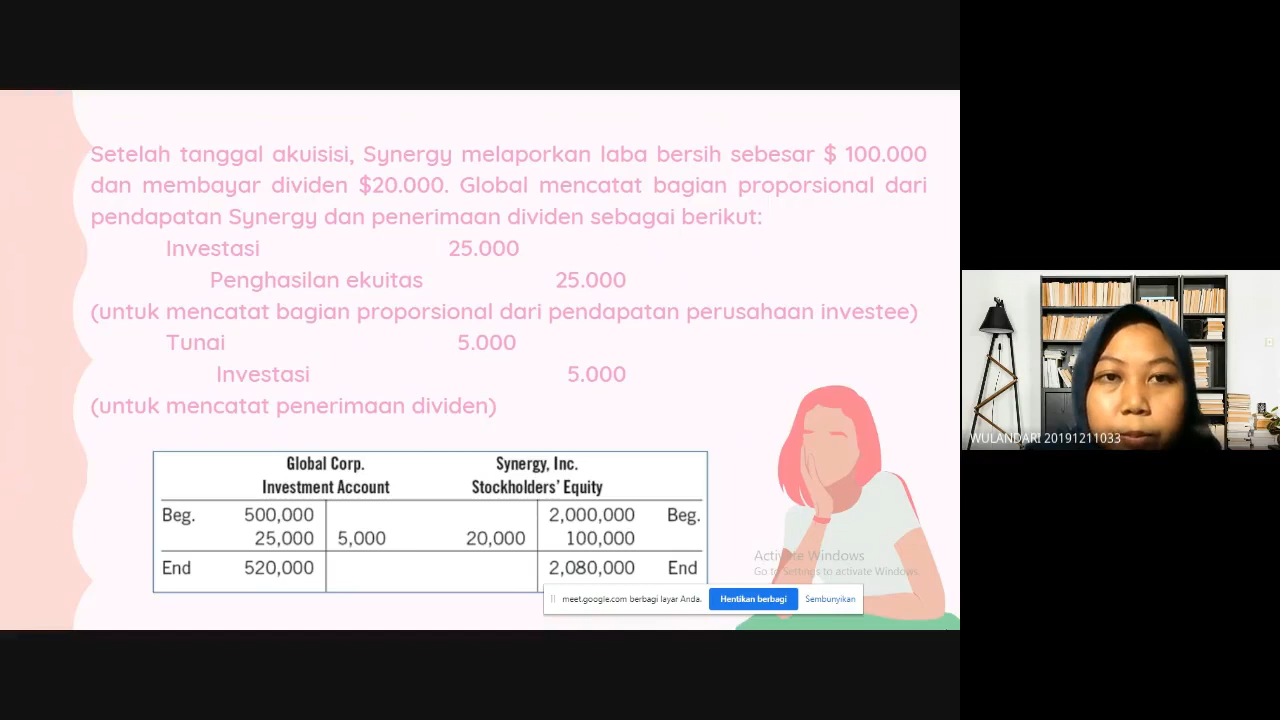 Setelah tanggal akuisisi, Synergy melaporkan laba bersih sebesar $ 100.000
dan membayar dividen $20.000. Global mencatat bagian proporsional dari
pendapatan Synergy dan penerimaan dividen sebagai berikut:
Investasi 25.000
Penghasilan ekuitas 25.000
(untuk mencatat bagian proporsional dari pendapatan perusahaan investee)
Tunai 5.000
Investasi 5.000
(untuk mencatat penerimaan dividen)
Global Corp. Synergy, Inc.
Investment Account Stockholders' Equity
Beg. 500,000 2,000,000 Beg.
25,000 5,000 20,000 100,000
End 520,000 2,080,000 End
Activate Windows
Go to Settings to activate Windows.
meet.google.com berbagi layar Anda. Hentikan berbagi Sembunyikan
WULANDARI 20191211033